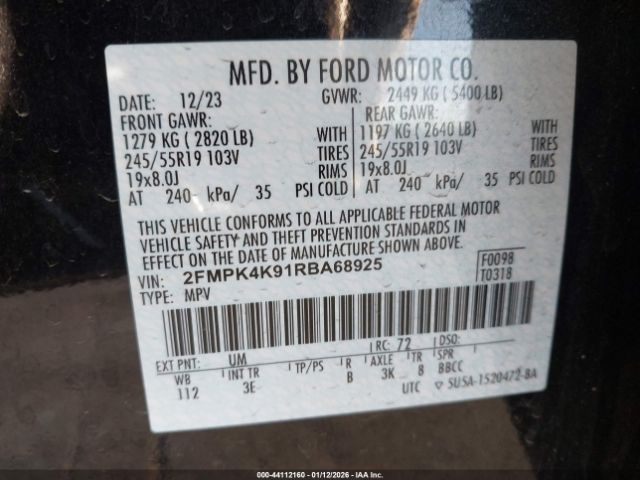 MFD. BY FORD MOTOR CO.
DATE: 12/23 GVWR: 2449 KG ( 5400 LB)
FRONT GAWR: REAR GAWR:
1279 KG ( 2820 LB) WITH 1197 KG ( 2640 LB) WITH
245/55R19 103V TIRES 245/55R19 103V TIRES
19x8.0J RIMS 19x8.0J RIMS
AT 240 kPa/ 35 PSI COLD AT 240 kPa/ 35 PSI COLD
THIS VEHICLE CONFORMS TO ALL APPLICABLE FEDERAL MOTOR
VEHICLE SAFETY AND THEFT PREVENTION STANDARDS IN
EFFECT ON THE DATE OF MANUFACTURE SHOWN ABOVE.
VIN: 2FMPK4K91RBA68925 F0098
TYPE: MPV T0318
EXT PNT: UM RC: 72 DSO:
WB INT TR TP/PS R AXLE TR SPR
112 3E B 3K 8 BBCC
UTC ▽ 5U5A-1520472-BA
000-44112160 - 01/12/2026 - IAAI.COM